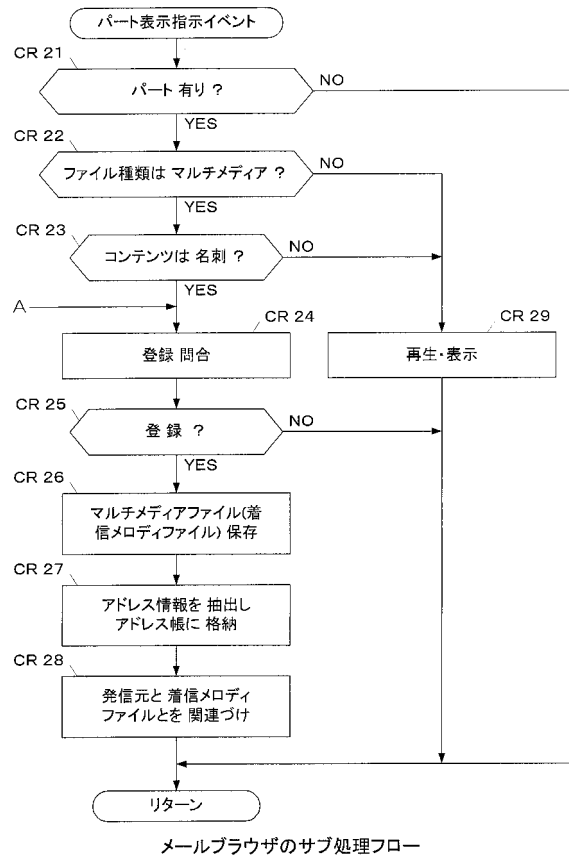 パート表示指示イベント
CR 21
パート 有り ?
NO
YES
CR 22
ファイル種類は マルチメディア ?
NO
YES
CR 23
コンテンツは 名刺 ?
NO
YES
A
CR 24
登録 問合
CR 29
再生・表示
CR 25
登 録 ?
NO
YES
CR 26
マルチメディアファイル(着
信メロディファイル) 保存
CR 27
アドレス情報を 抽出し
アドレス帳に 格納
CR 28
発信元と 着信メロディ
ファイルとを 関連づけ
リターン
メールブラウザのサブ処理フロー